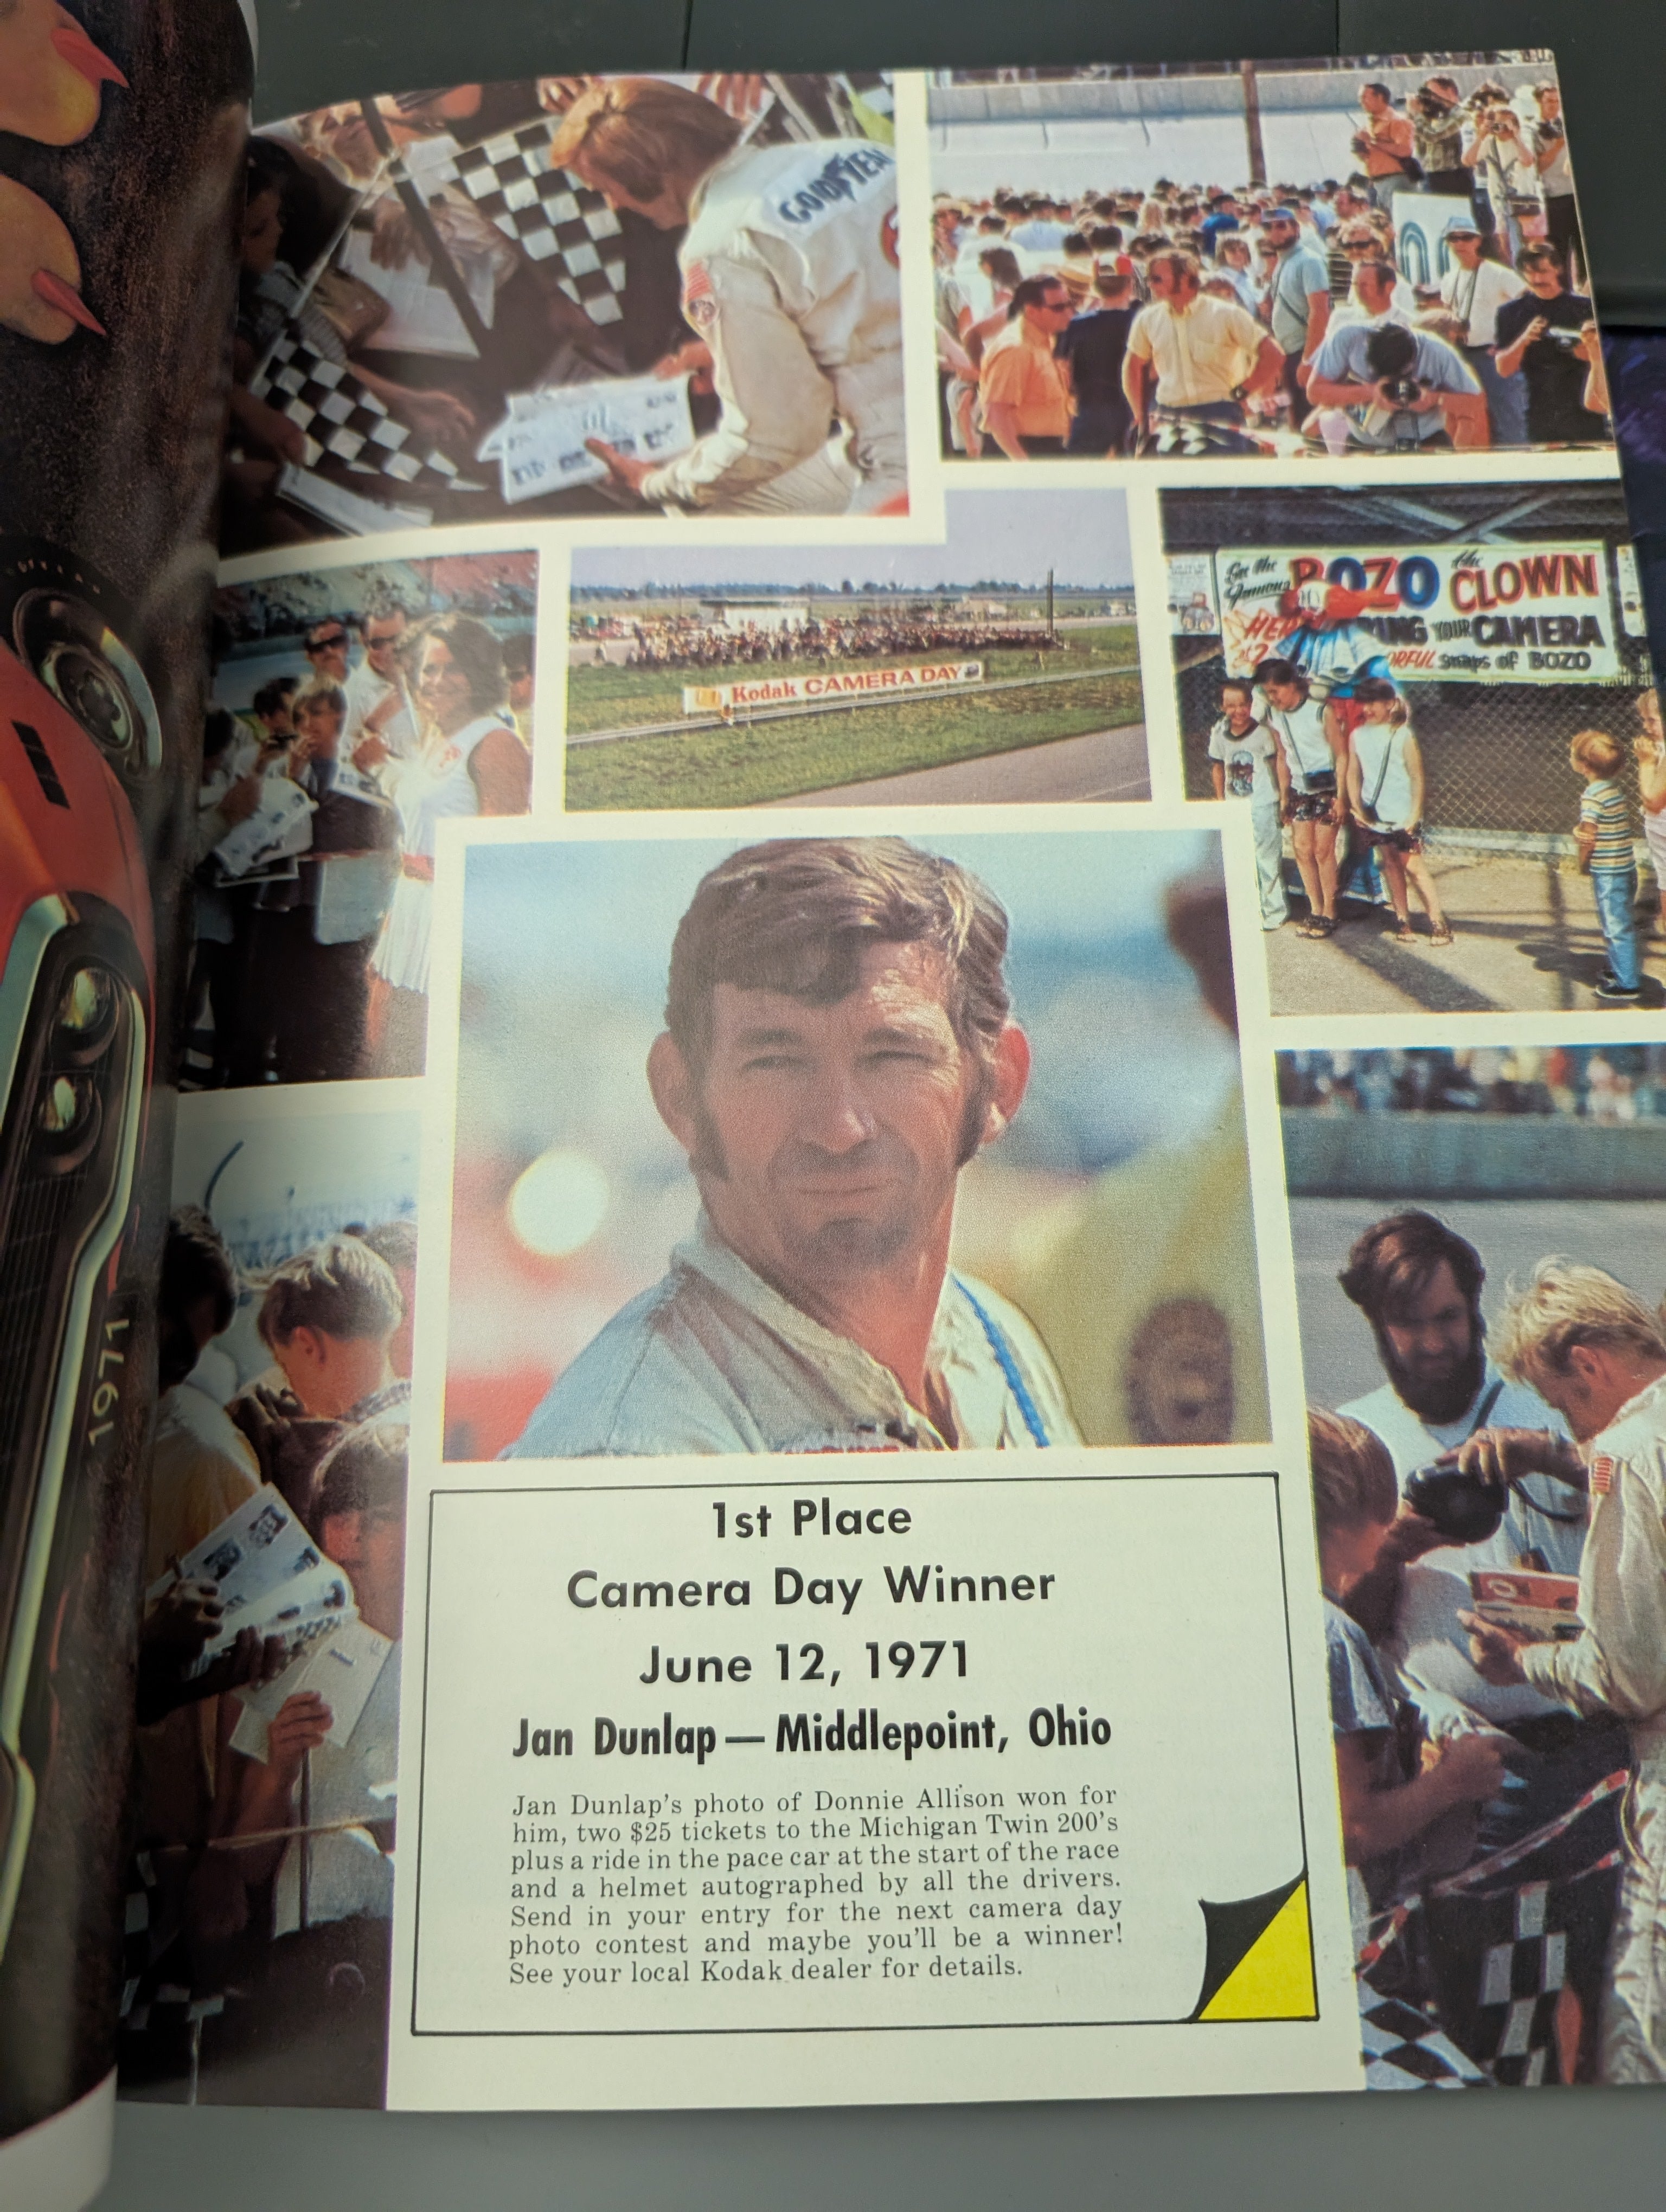 GOODYEAR
Kodak CAMERA DAY
See the
Famous
BOZO the CLOWN
YOUR CAMERA
snaps of BOZO
1971
1st Place
Camera Day Winner
June 12, 1971
Jan Dunlap — Middlepoint, Ohio
Jan Dunlap's photo of Donnie Allison won for
him, two $25 tickets to the Michigan Twin 200's
plus a ride in the pace car at the start of the race
and a helmet autographed by all the drivers.
Send in your entry for the next camera day
photo contest and maybe you'll be a winner!
See your local Kodak dealer for details.